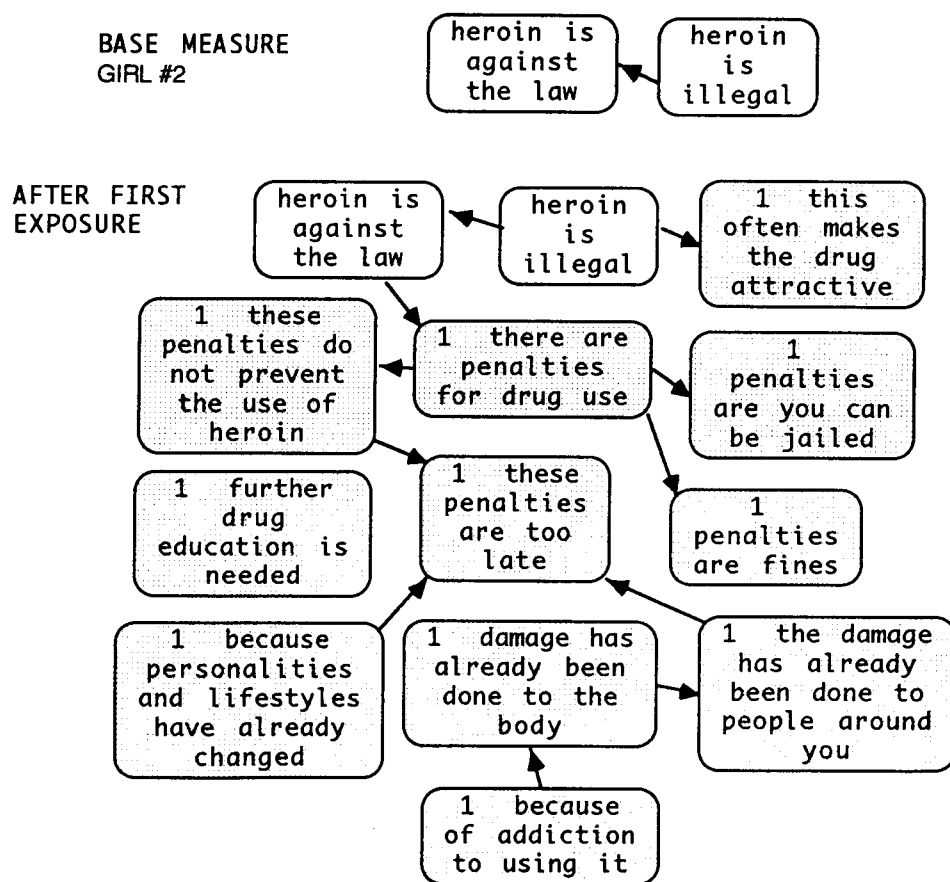 BASE MEASURE
GIRL #2
heroin is
against
the law
heroin
is
illegal
AFTER FIRST
EXPOSURE
heroin is
against
the law
heroin
is
illegal
1 this
often makes
the drug
attractive
1 these
penalties do
not prevent
the use of
heroin
1 there are
penalties
for drug use
1
penalties
are you can
be jailed
1 further
drug
education is
needed
1 these
penalties
are too
late
1
penalties
are fines
1 because
personalities
and lifestyles
have already
changed
1 damage has
already been
done to the
body
1 the damage
has already
been done to
people around
you
1 because
of addiction
to using it